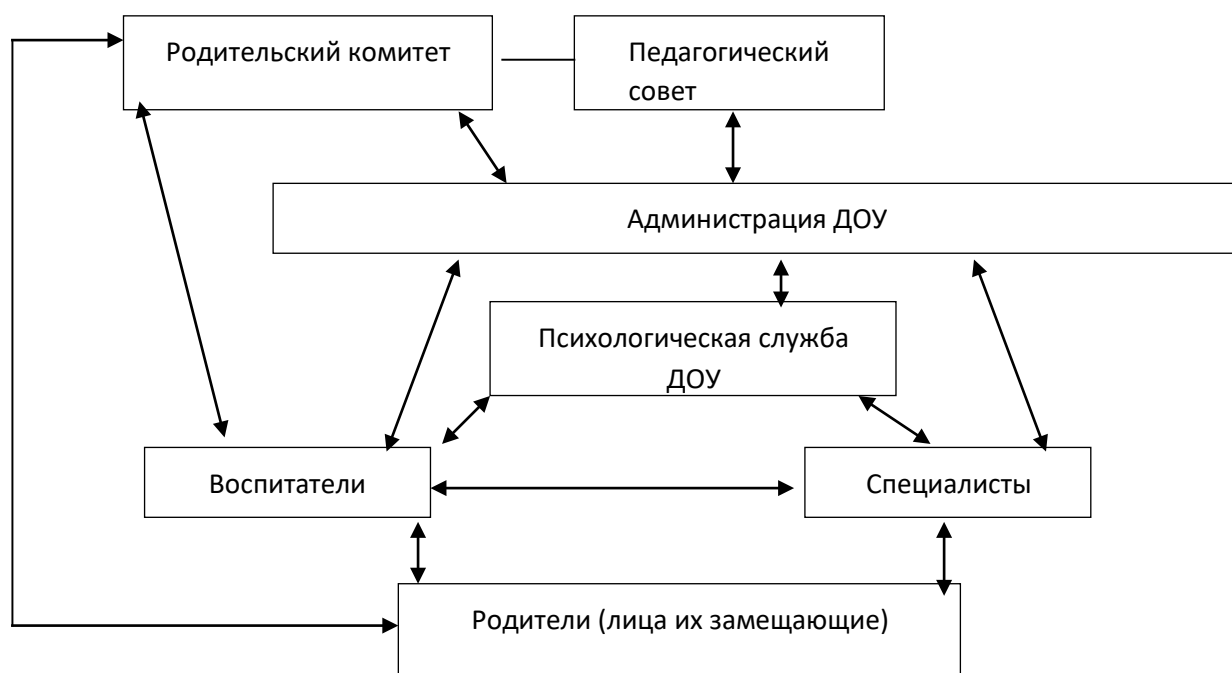 Родительский комитет
Педагогический
совет
Администрация ДОУ
Психологическая служба
ДОУ
Воспитатели
Специалисты
Родители (лица их замещающие)